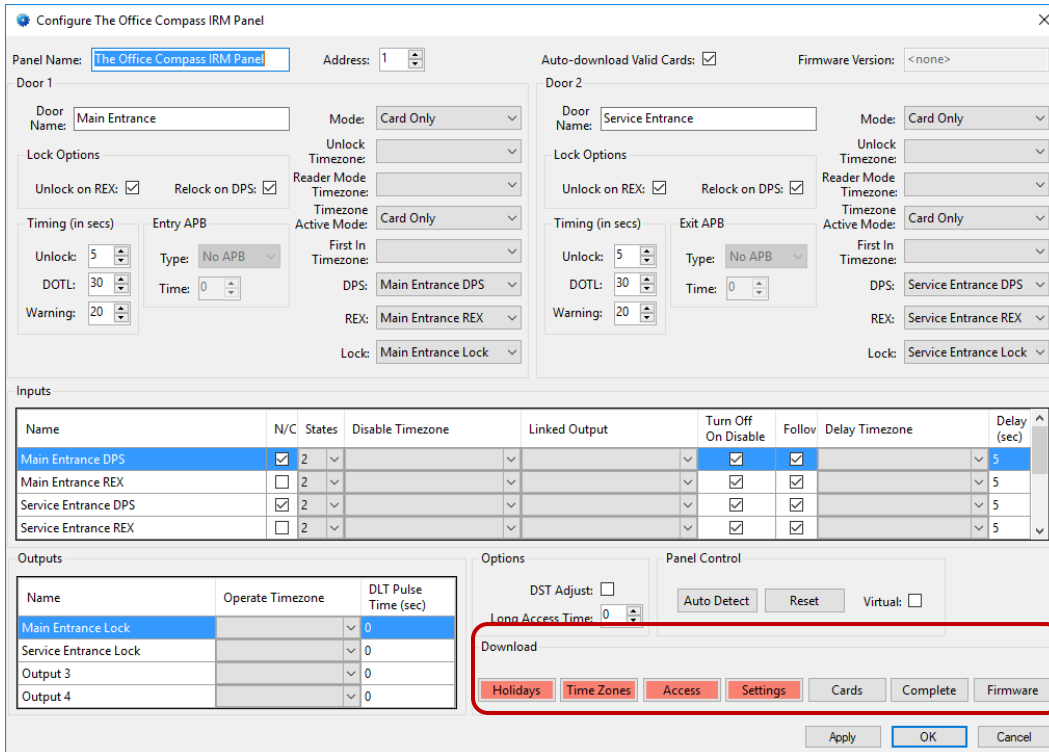 Configure The Office Compass IRM Panel
Panel Name: The Office Compass IRM Panel Address: 1 Auto-download Valid Cards: Firmware Version: <none>
Door 1
Door Name: Main Entrance
Mode: Card Only
Unlock Timezone:
Lock Options
Unlock on REX: Relock on DPS:
Reader Mode Timezone:
Timezone Active Mode: Card Only
Timing (in secs)
Unlock: 5
DOTL: 30
Warning: 20
Entry APB
Type: No APB
Time: 0
First In Timezone:
DPS: Main Entrance DPS
REX: Main Entrance REX
Lock: Main Entrance Lock
Door 2
Door Name: Service Entrance
Mode: Card Only
Unlock Timezone:
Lock Options
Unlock on REX: Relock on DPS:
Reader Mode Timezone:
Timezone Active Mode: Card Only
Timing (in secs)
Unlock: 5
DOTL: 30
Warning: 20
Exit APB
Type: No APB
Time: 0
First In Timezone:
DPS: Service Entrance DPS
REX: Service Entrance REX
Lock: Service Entrance Lock
Inputs
Name N/C States Disable Timezone Linked Output Turn Off On Disable Follov Delay Timezone Delay (sec)
Main Entrance DPS 2 5
Main Entrance REX 2 5
Service Entrance DPS 2 5
Service Entrance REX 2 5
Outputs
Name Operate Timezone DLT Pulse Time (sec)
Main Entrance Lock 0
Service Entrance Lock 0
Output 3 0
Output 4 0
Options
DST Adjust:
Long Access Time: 0
Panel Control
Auto Detect Reset Virtual:
Download
Holidays Time Zones Access Settings Cards Complete Firmware
Apply OK Cancel